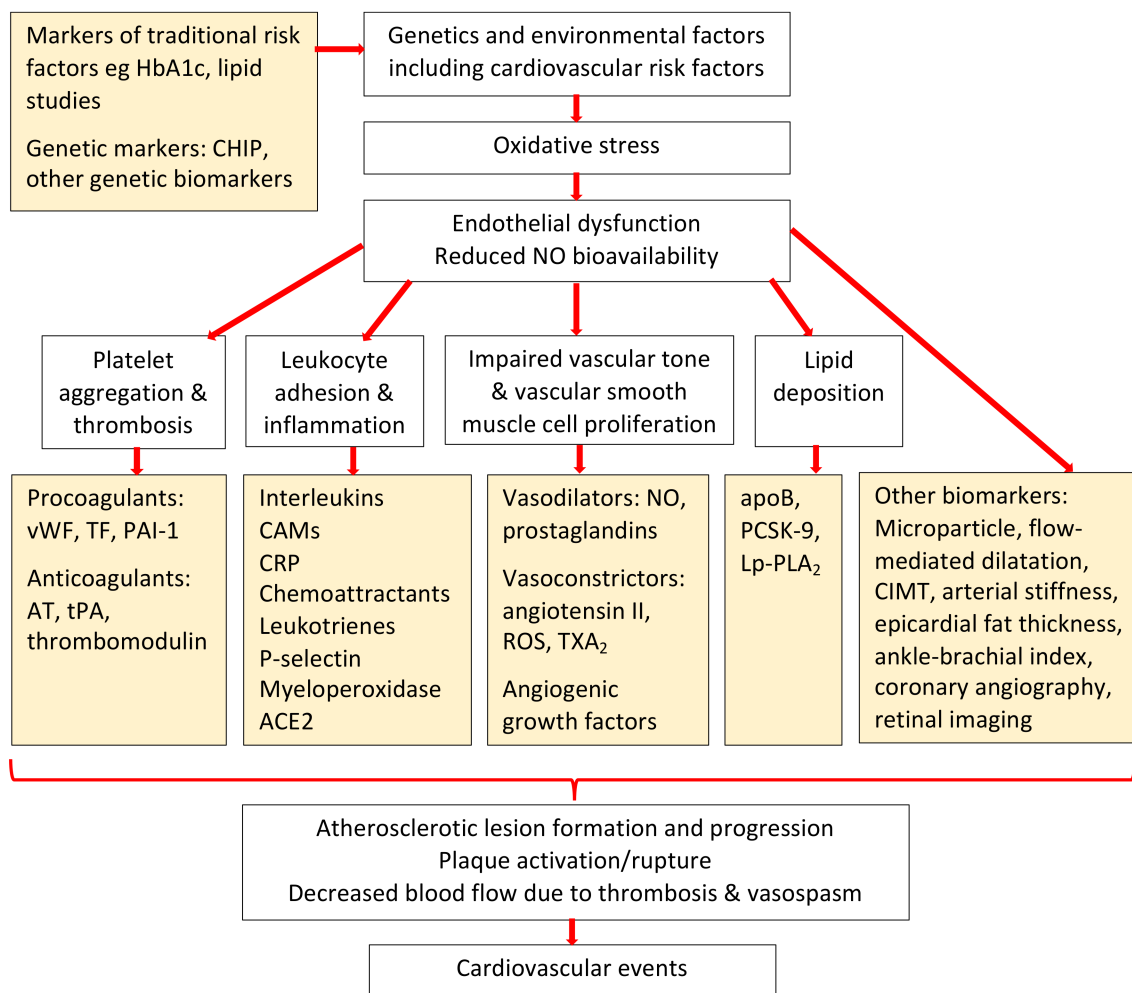 Markers of traditional risk
factors eg HbA1c, lipid
studies
Genetic markers: CHIP,
other genetic biomarkers
Genetics and environmental factors
including cardiovascular risk factors
Oxidative stress
Endothelial dysfunction
Reduced NO bioavailability
Platelet
aggregation &
thrombosis
Leukocyte
adhesion &
inflammation
Impaired vascular tone
& vascular smooth
muscle cell proliferation
Lipid
deposition
Procoagulants:
vWF, TF, PAI-1
Anticoagulants:
AT, tPA,
thrombomodulin
Interleukins
CAMs
CRP
Chemoattractants
Leukotrienes
P-selectin
Myeloperoxidase
ACE2
Vasodilators: NO,
prostaglandins
Vasoconstrictors:
angiotensin II,
ROS, TXA₂
Angiogenic
growth factors
apoB,
PCSK-9,
Lp-PLA₂
Other biomarkers:
Microparticle, flow-
mediated dilatation,
CIMT, arterial stiffness,
epicardial fat thickness,
ankle-brachial index,
coronary angiography,
retinal imaging
Atherosclerotic lesion formation and progression
Plaque activation/rupture
Decreased blood flow due to thrombosis & vasospasm
Cardiovascular events